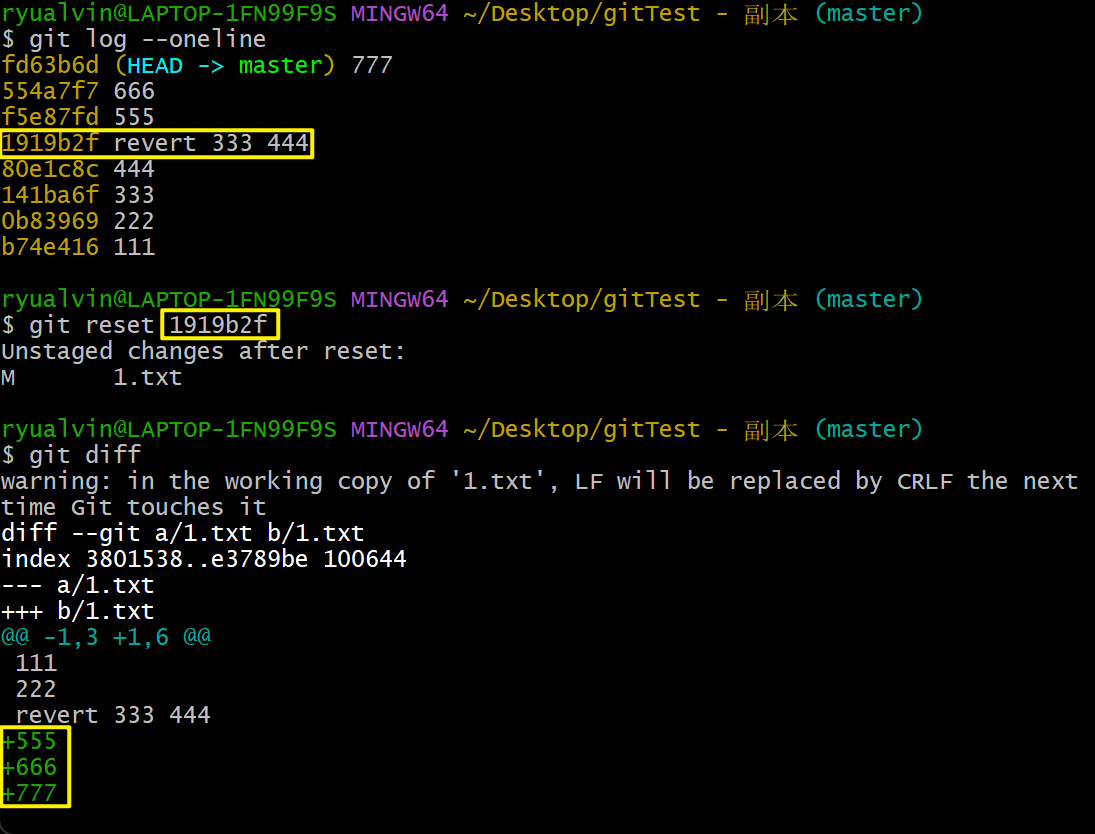 ryualvin@LAPTOP-1FN99F9S MINGW64 ~/Desktop/gitTest - 副本 (master)
$ git log --oneline
fd63b6d (HEAD -> master) 777
554a7f7 666
f5e87fd 555
1919b2f revert 333 444
80e1c8c 444
141ba6f 333
0b83969 222
b74e416 111
ryualvin@LAPTOP-1FN99F9S MINGW64 ~/Desktop/gitTest - 副本 (master)
$ git reset 1919b2f
Unstaged changes after reset:
M       1.txt
ryualvin@LAPTOP-1FN99F9S MINGW64 ~/Desktop/gitTest - 副本 (master)
$ git diff
warning: in the working copy of '1.txt', LF will be replaced by CRLF the next
time Git touches it
diff --git a/1.txt b/1.txt
index 3801538..e3789be 100644
--- a/1.txt
+++ b/1.txt
@@ -1,3 +1,6 @@
 111
 222
 revert 333 444
+555
+666
+777